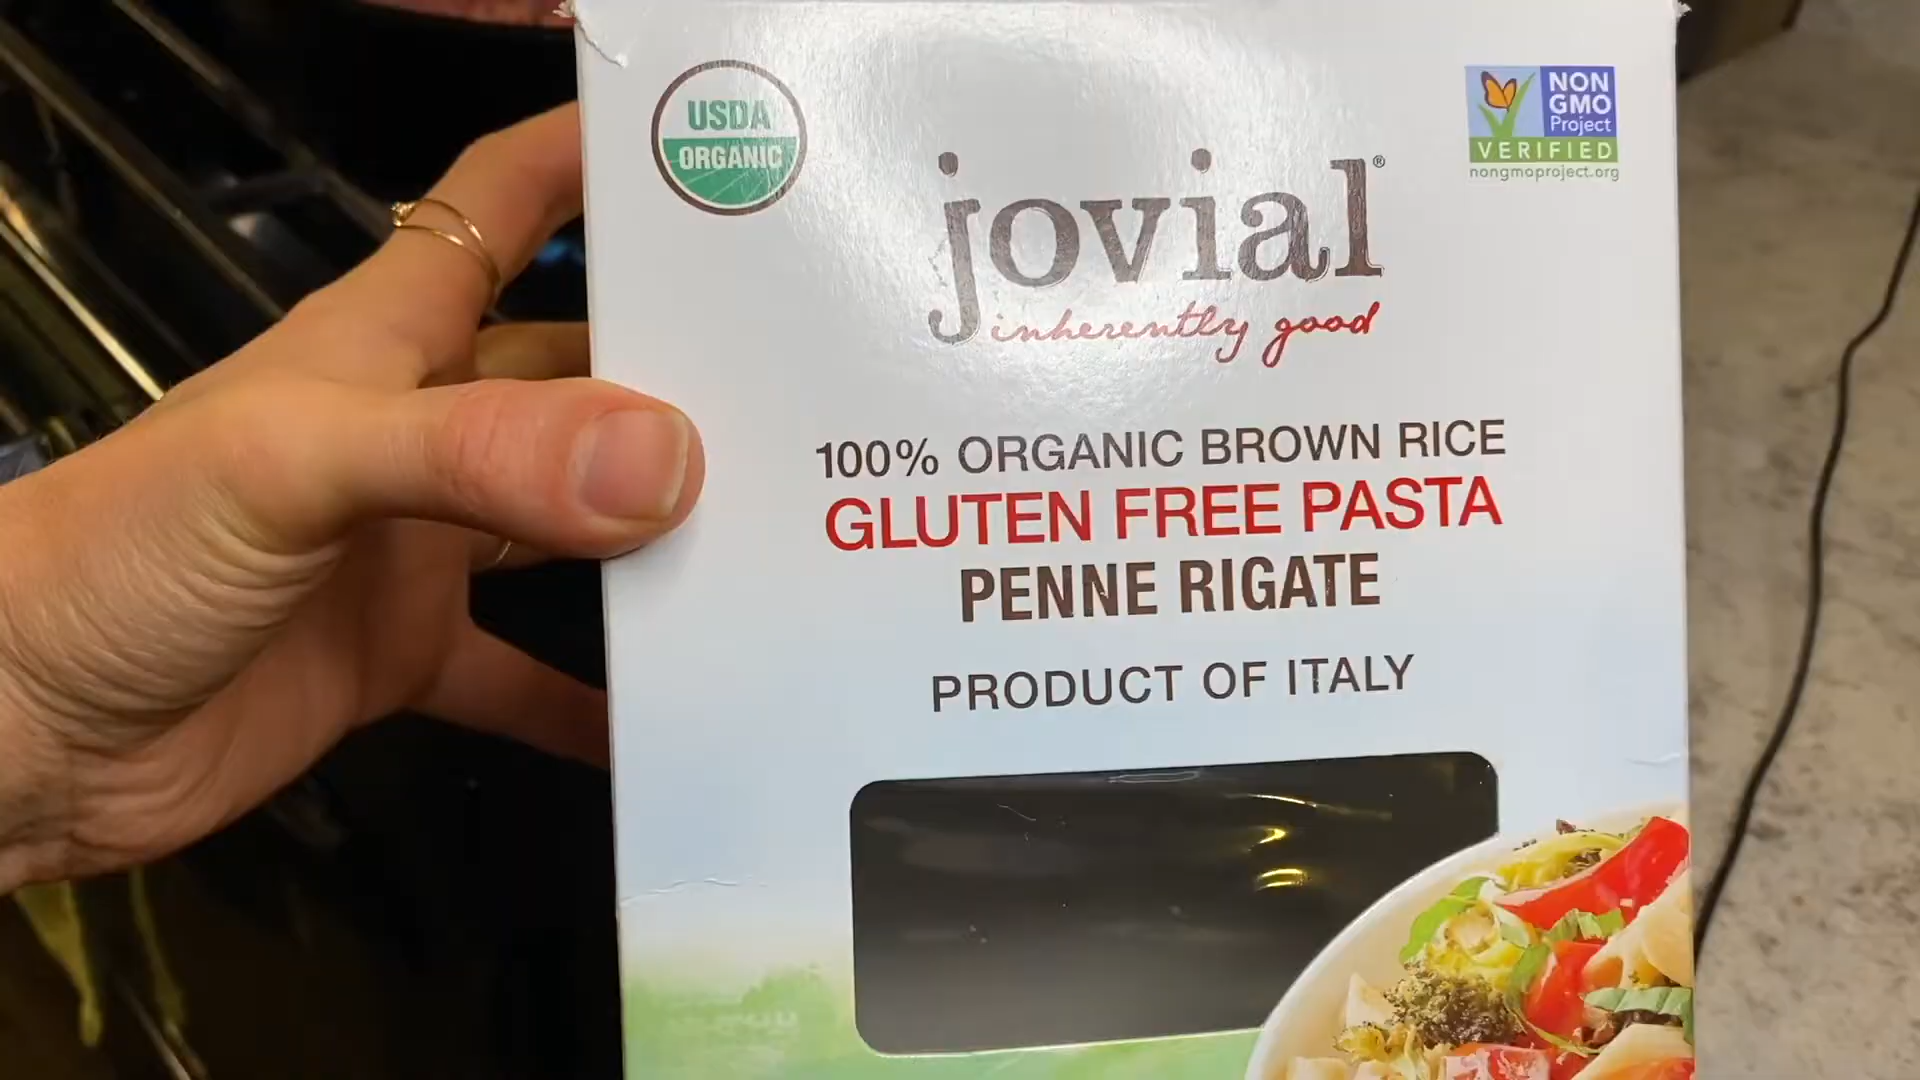 USDA
ORGANIC
NON
GMO
Project
VERIFIED
nongmoproject.org
jovial®
inherently good
100% ORGANIC BROWN RICE
GLUTEN FREE PASTA
PENNE RIGATE
PRODUCT OF ITALY